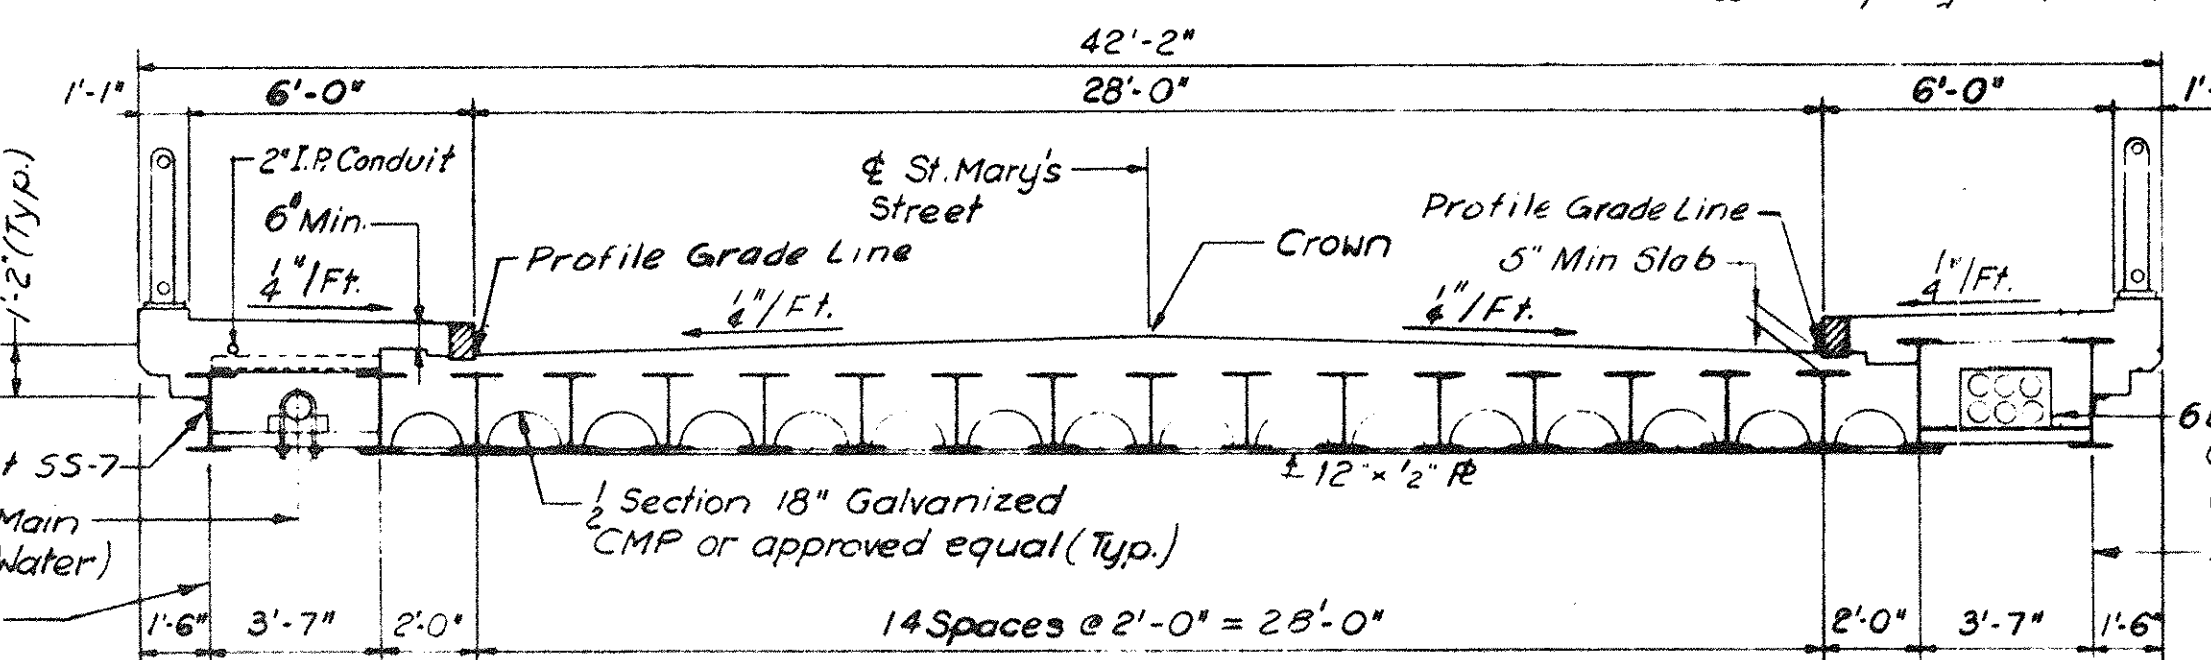 42'-2"
1'-1"
6'-0"
28'-0"
6'-0"
1'-2" (Typ.)
2" I.P. Conduit
6" Min.
1/4"/Ft.
Profile Grade Line
1/4"/Ft.
℄ St. Mary's
Street
Crown
1/4"/Ft.
Profile Grade Line
5" Min Slab
1/4"/Ft.
SS-7
Main
Water)
1/2 Section 18" Galvanized
CMP or approved equal (Typ.)
12" x 1/2" ℙL
1'-6"
3'-7"
2'-0"
14 Spaces @ 2'-0" = 28'-0"
2'-0"
3'-7"
1'-6"